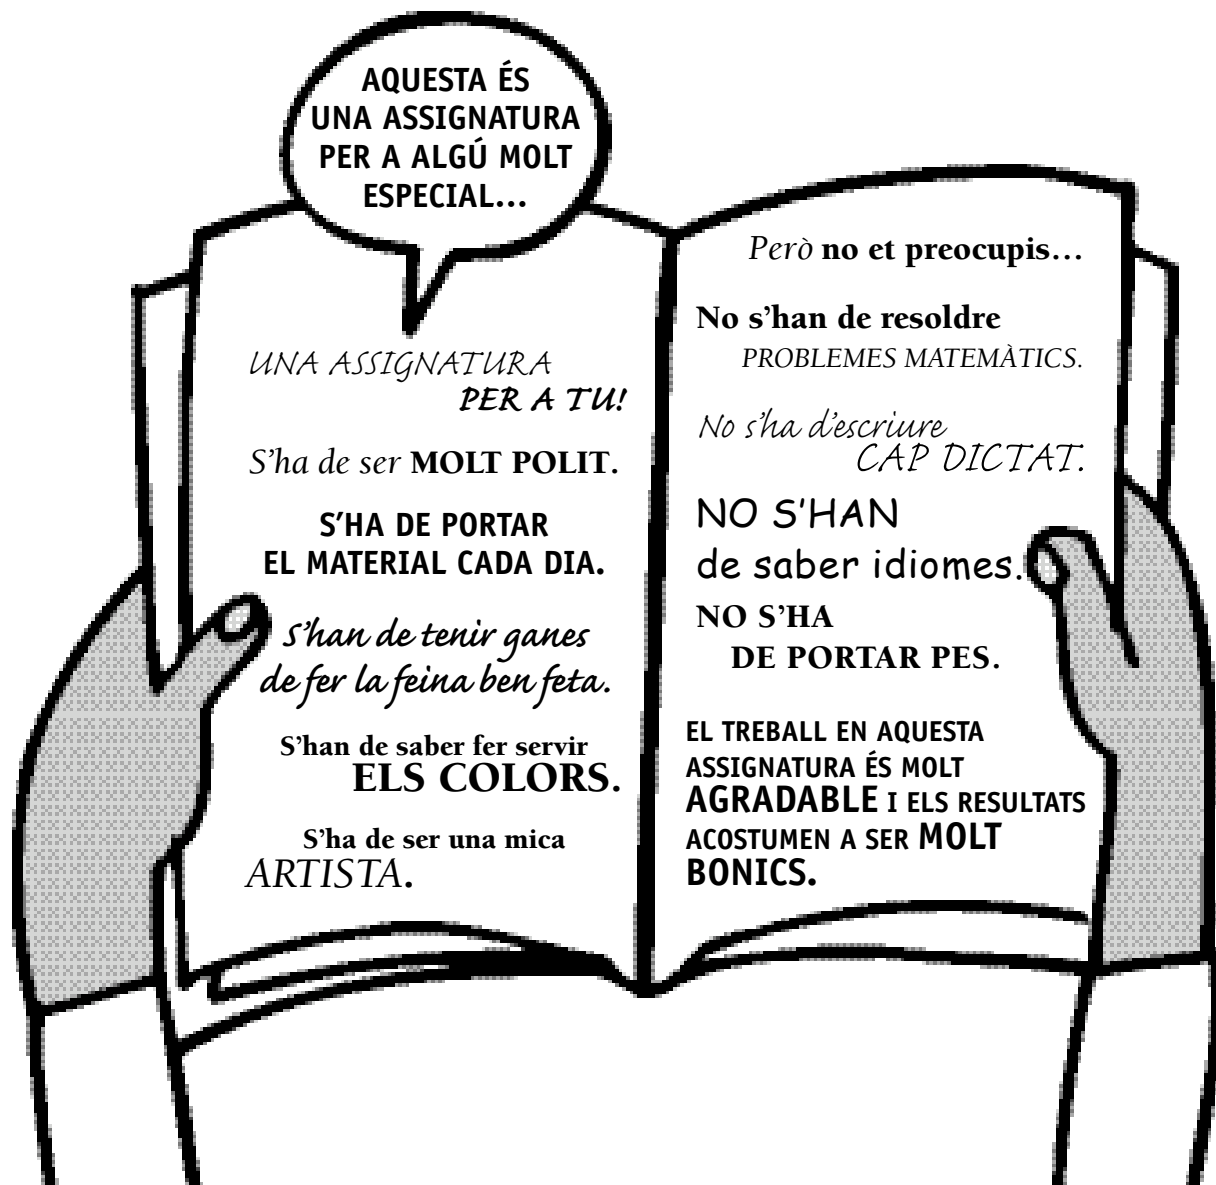 AQUESTA ÉS
UNA ASSIGNATURA
PER A ALGÚ MOLT
ESPECIAL...
UNA ASSIGNATURA
PER A TU!
S'ha de ser MOLT POLIT.
S'HA DE PORTAR
EL MATERIAL CADA DIA.
S'han de tenir ganes
de fer la feina ben feta.
S'han de saber fer servir
ELS COLORS.
S'ha de ser una mica
ARTISTA.
Però no et preocupis...
No s'han de resoldre
PROBLEMES MATEMÀTICS.
No s'ha d'escriure
CAP DICTAT.
NO S'HAN
de saber idiomes.
NO S'HA
DE PORTAR PES.
EL TREBALL EN AQUESTA
ASSIGNATURA ÉS MOLT
AGRADABLE I ELS RESULTATS
ACOSTUMEN A SER MOLT
BONICS.